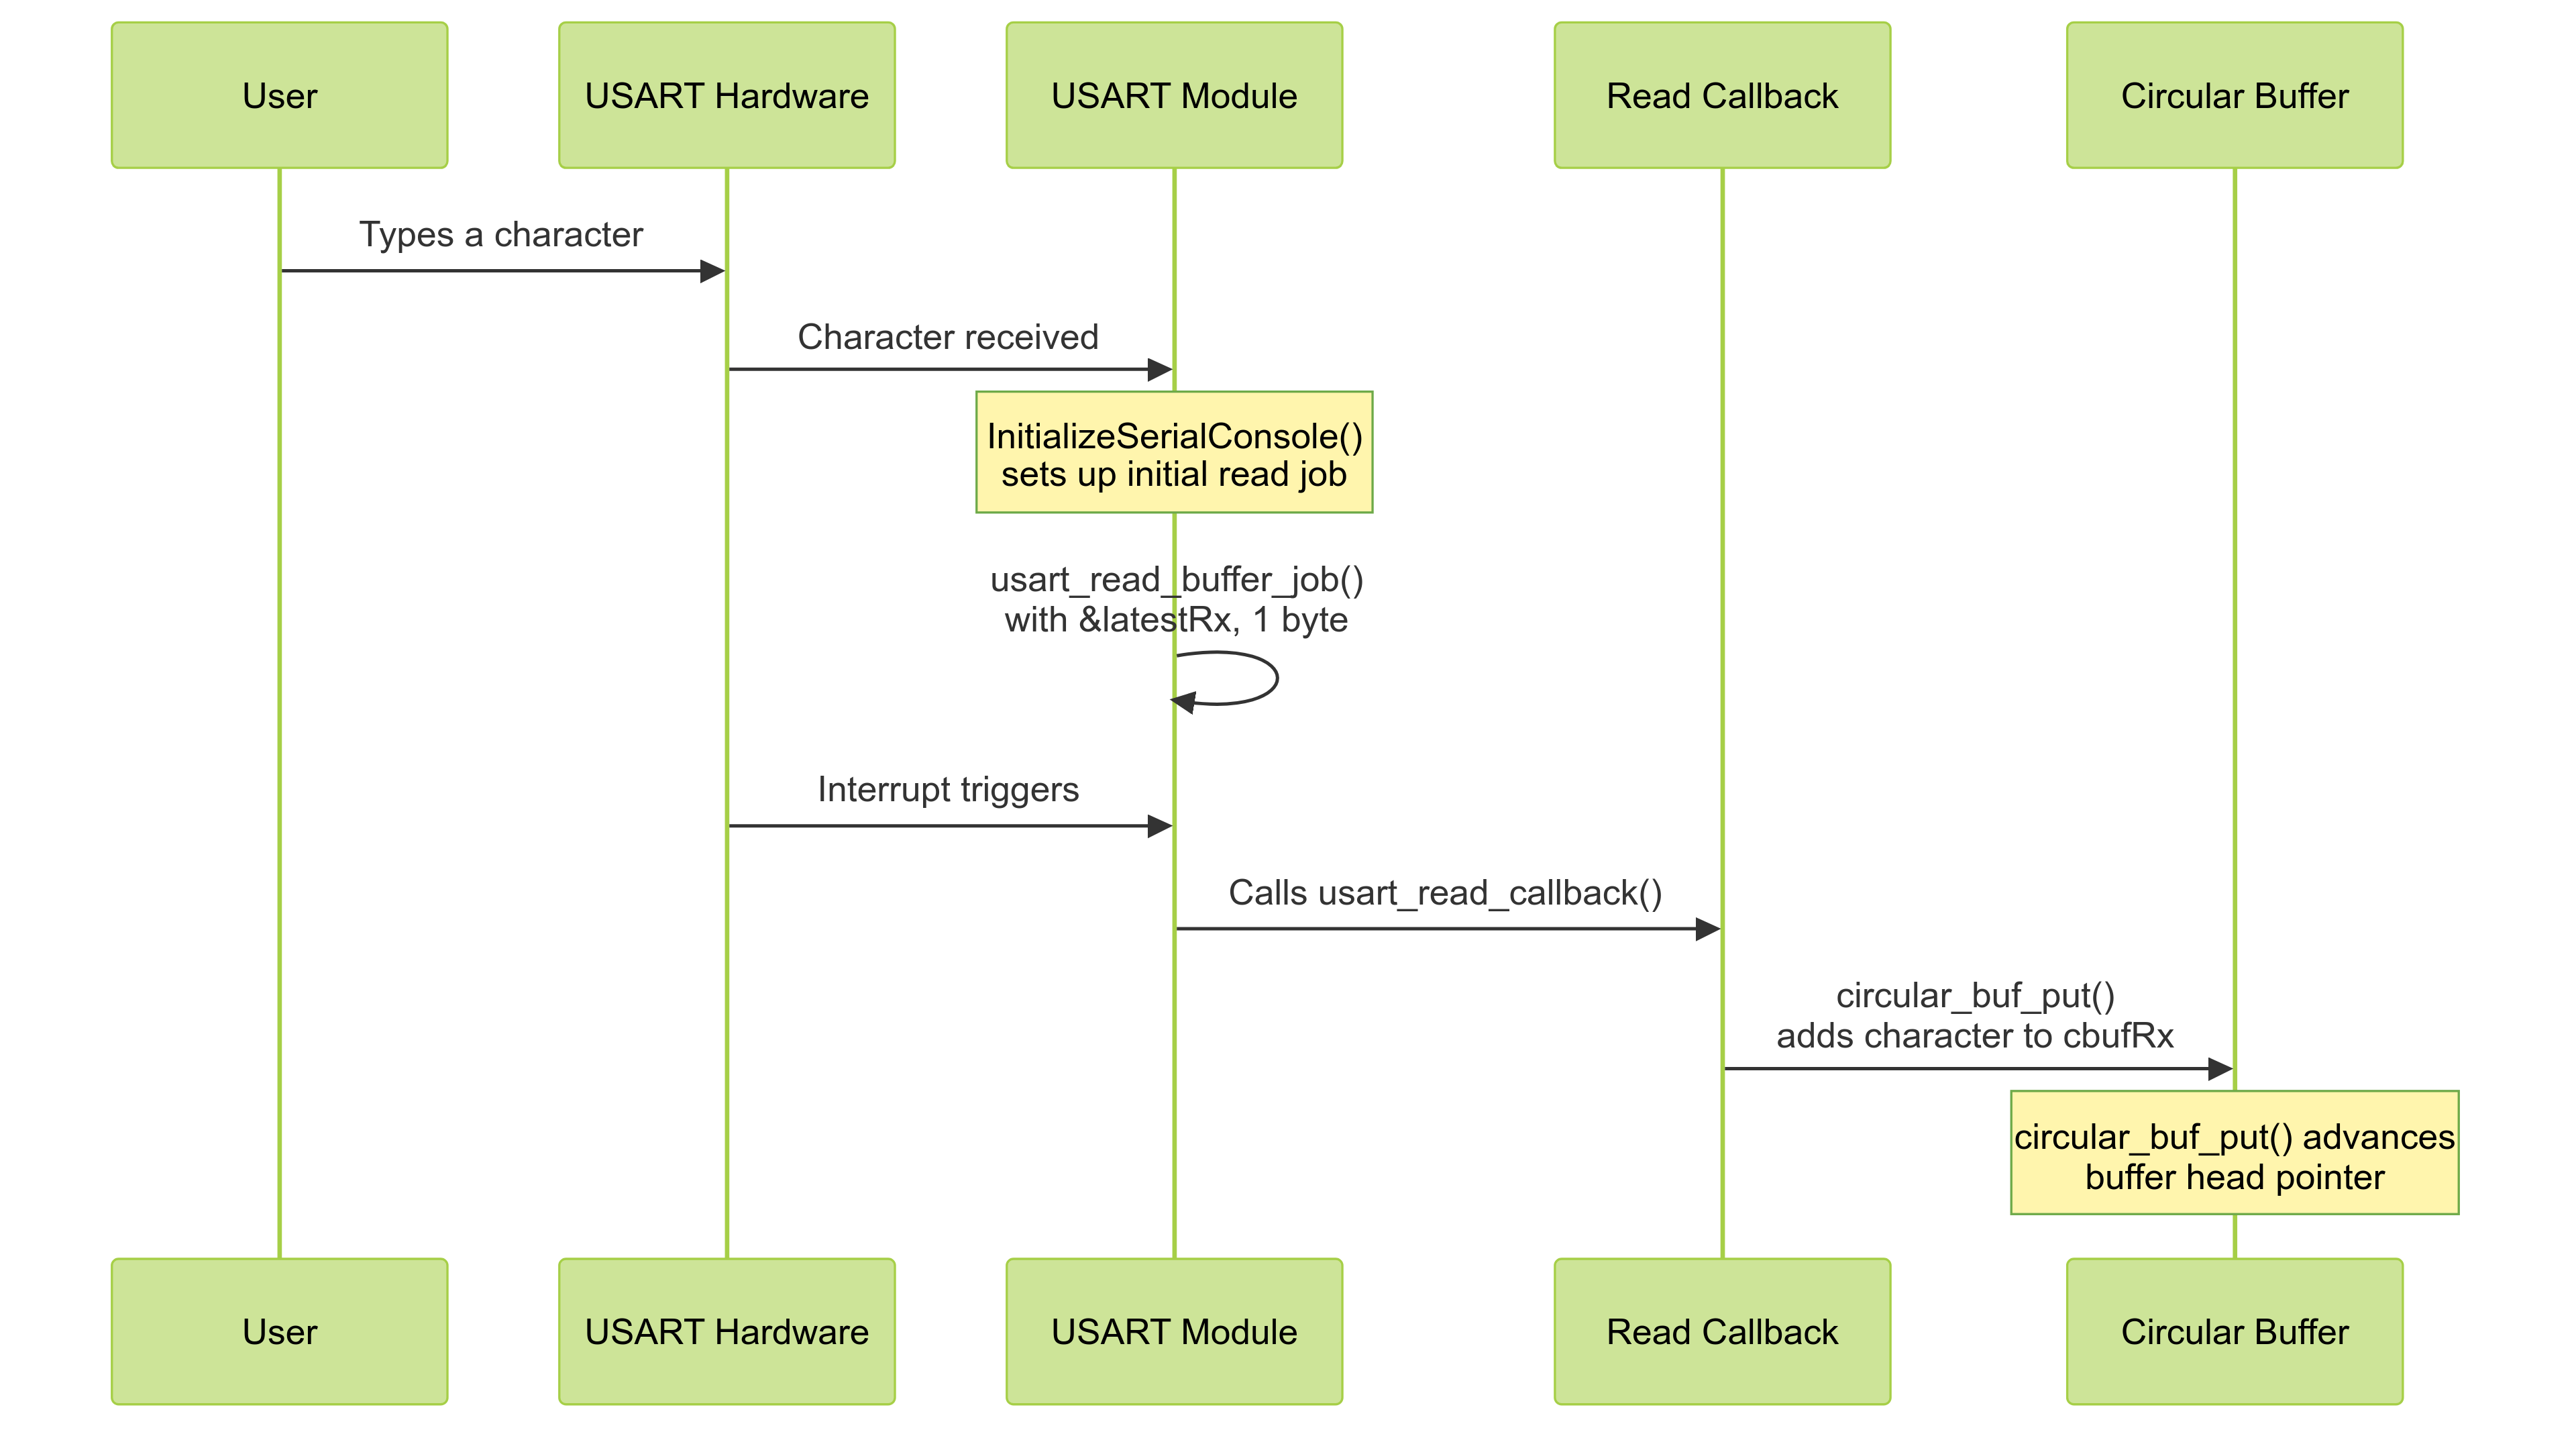 User
USART Hardware
USART Module
Read Callback
Circular Buffer
Types a character
Character received
InitializeSerialConsole()
sets up initial read job
usart_read_buffer_job()
with &latestRx, 1 byte
Interrupt triggers
Calls usart_read_callback()
circular_buf_put()
adds character to cbufRx
circular_buf_put() advances
buffer head pointer
User
USART Hardware
USART Module
Read Callback
Circular Buffer